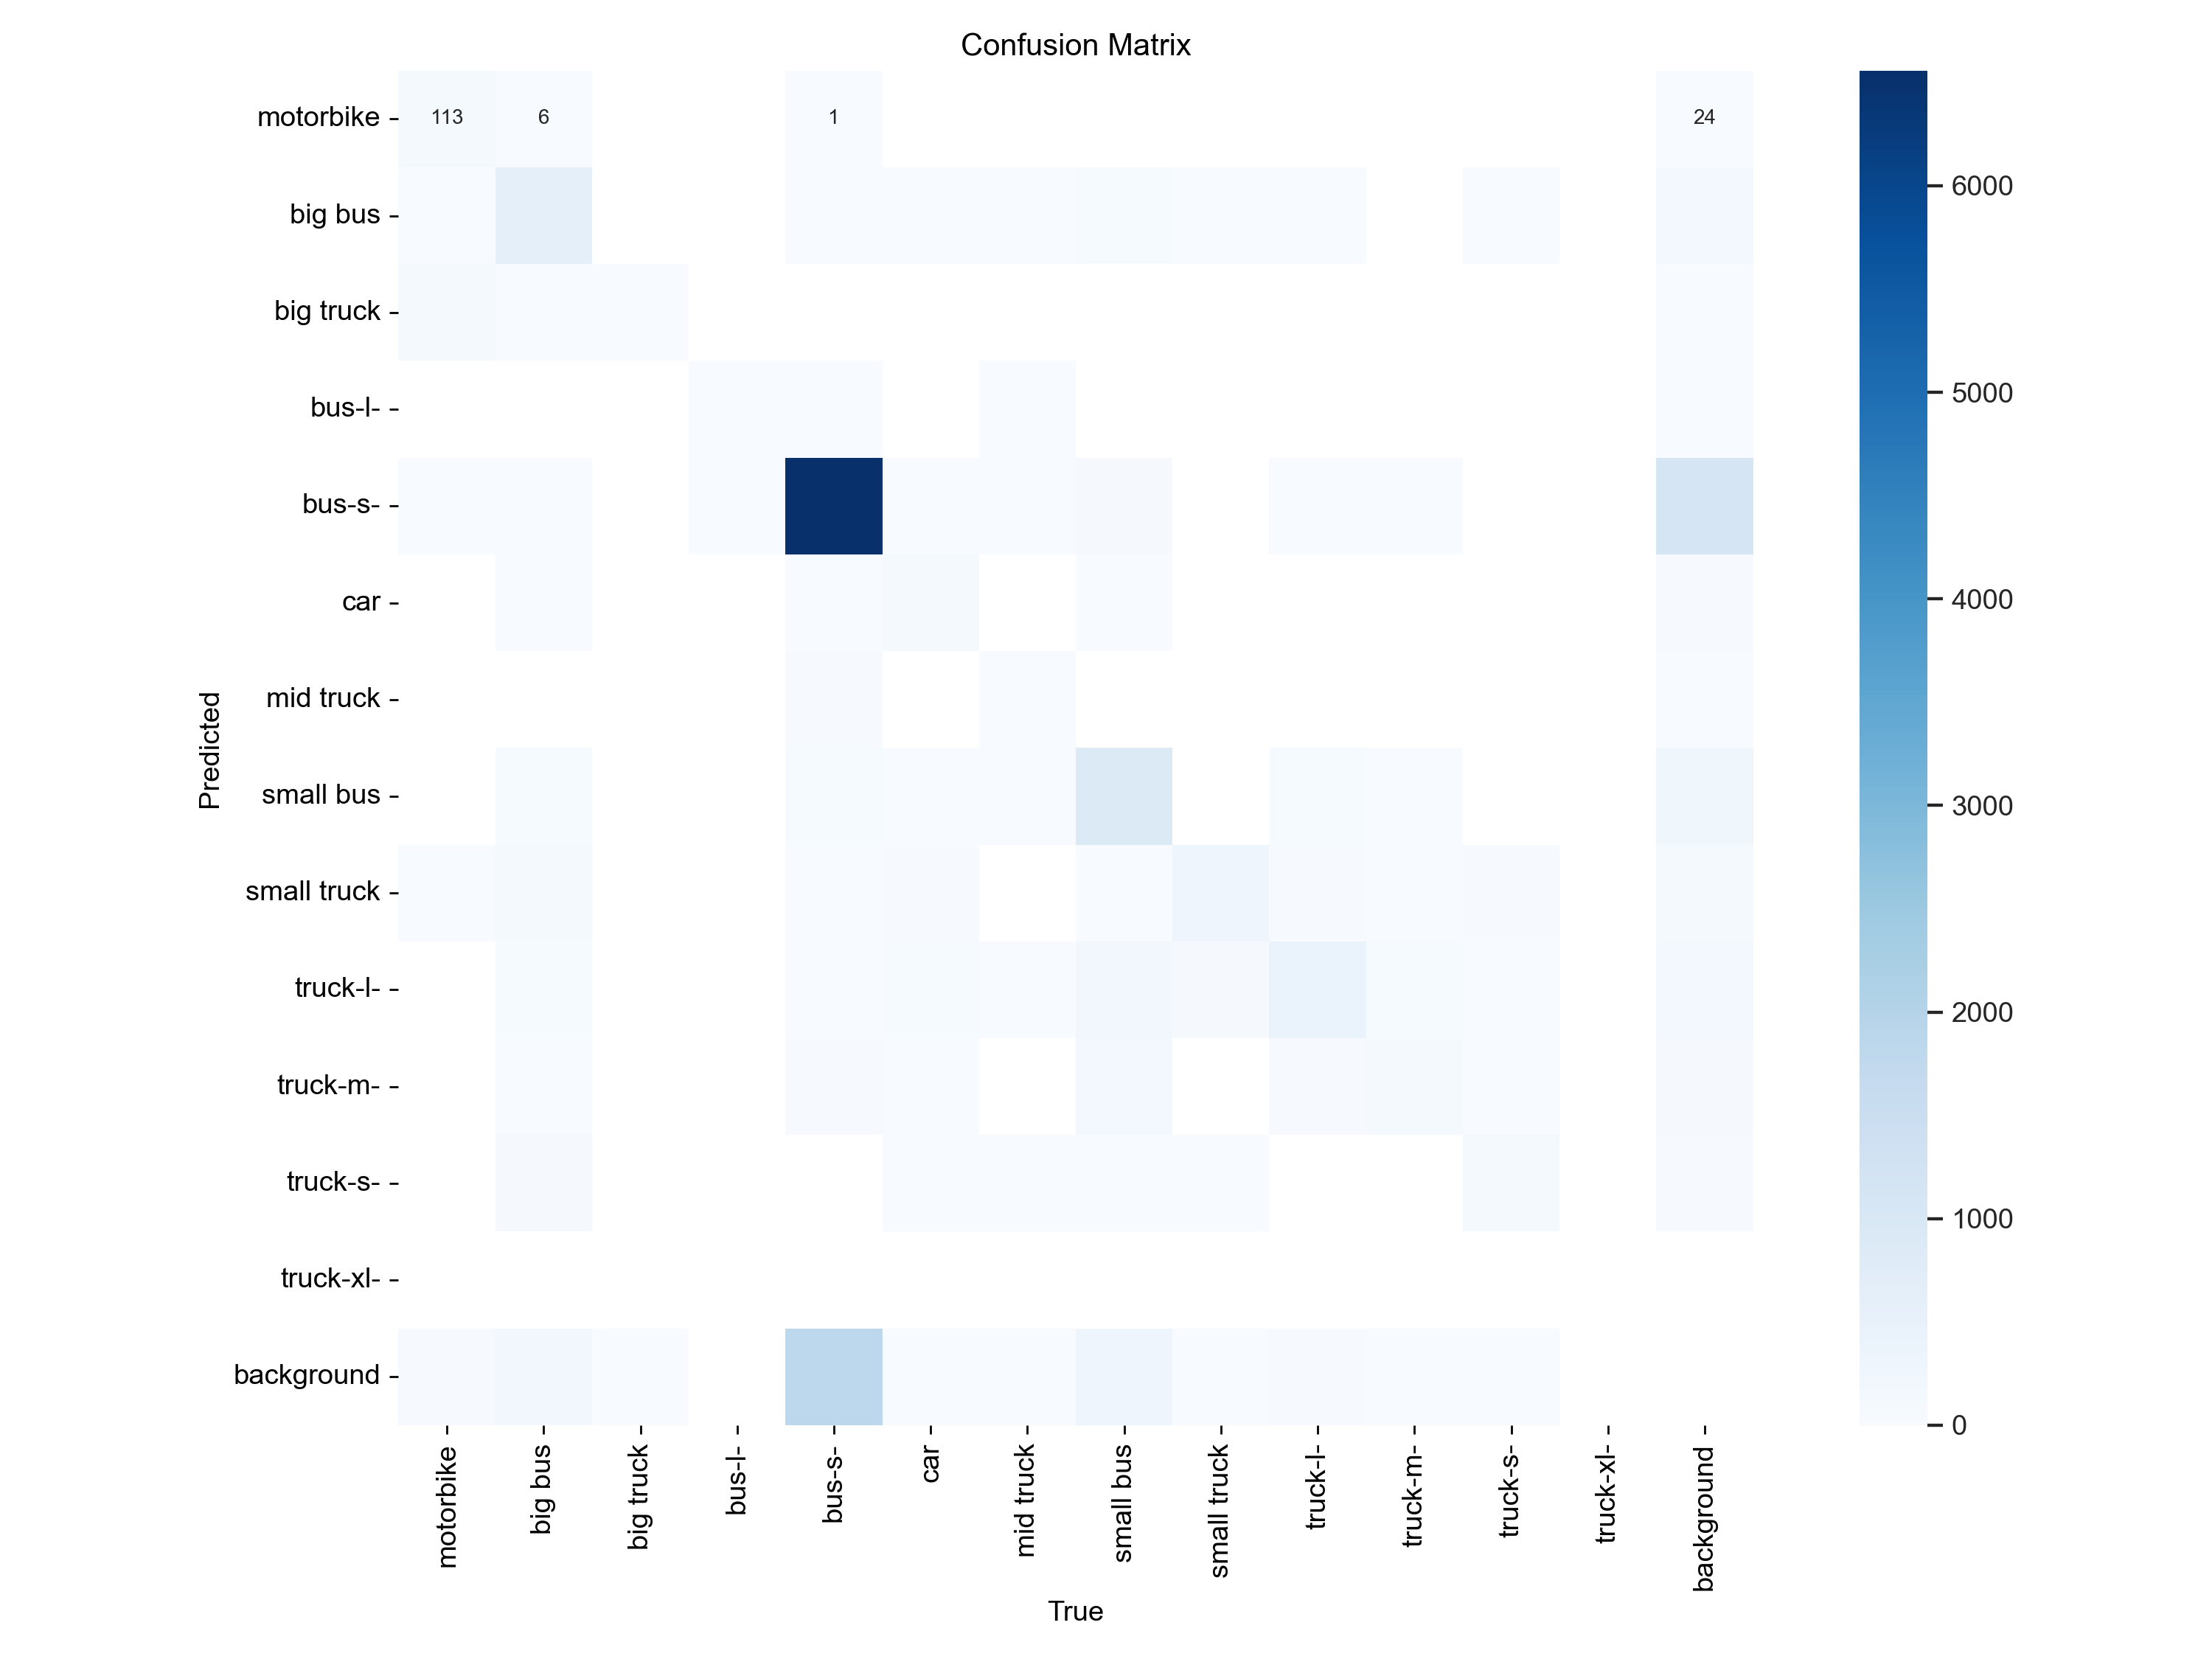 Confusion Matrix
motorbike
113
6
1
24
big bus
big truck
bus-l-
bus-s-
car
mid truck
small bus
small truck
truck-l-
truck-m-
truck-s-
truck-xl-
background
Predicted
motorbike
big bus
big truck
bus-l-
bus-s-
car
mid truck
small bus
small truck
truck-l-
truck-m-
truck-s-
truck-xl-
background
True
6000
5000
4000
3000
2000
1000
0